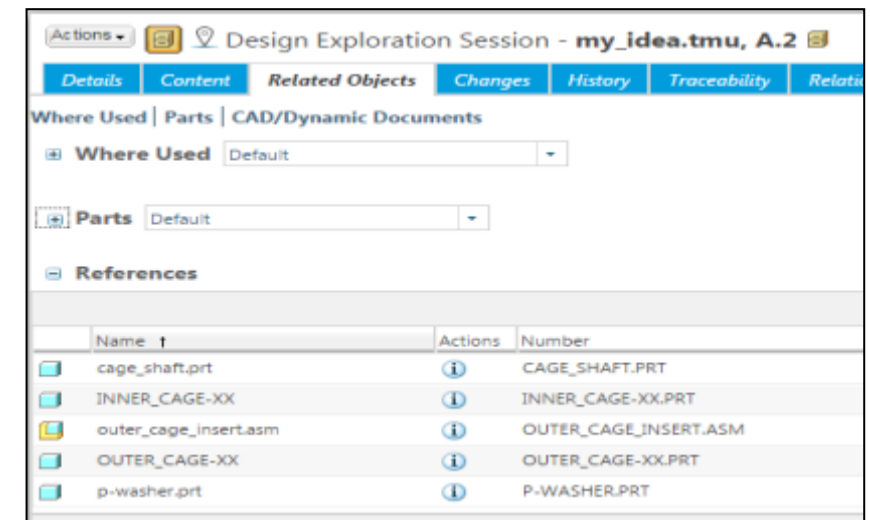 Actions Design Exploration Session - my_idea.tmu, A.2
Details Content Related Objects Changes History Traceability
Where Used | Parts | CAD/Dynamic Documents
Where Used Default
Parts Default
References
Name Actions Number
cage_shaft.prt CAGE_SHAFT.PRT
INNER_CAGE-XX INNER_CAGE-XX.PRT
outer_cage_insert.asm OUTER_CAGE_INSERT.ASM
OUTER_CAGE-XX OUTER_CAGE-XX.PRT
p-washer.prt P-WASHER.PRT